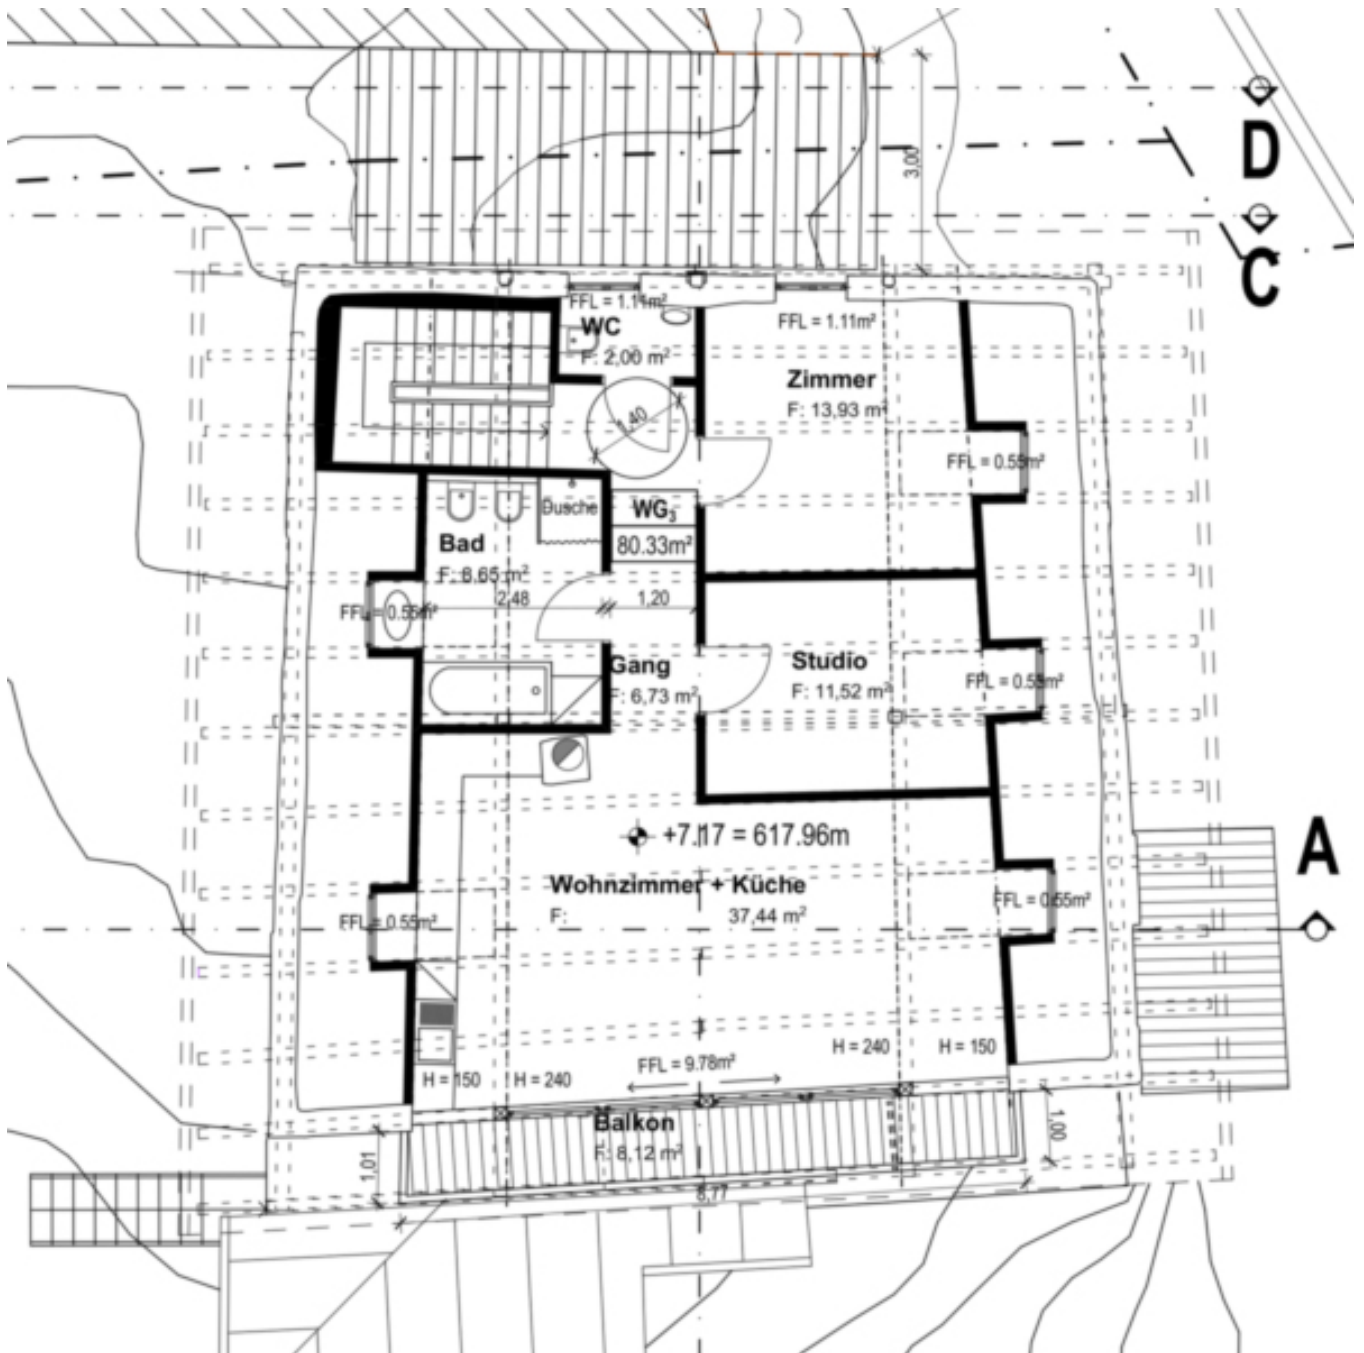 D
3,00
C
FFL = 1.11m²
WC
F: 2,00 m²
FFL = 1.11m²
Zimmer
F: 13,93 m²
1,40
FFL = 0.55m²
Dusche
WG₃
80.33m²
Bad
F: 8,65 m²
2,48
1,20
FFL = 0.55m²
Gang
F: 6,73 m²
Studio
F: 11,52 m²
FFL = 0.55m²
+7.17 = 617.96m
A
Wohnzimmer + Küche
F: 37,44 m²
FFL = 0.55m²
FFL = 0.55m²
H = 240 H = 150
FFL = 9.78m²
H = 150 H = 240
Balkon
F: 8,12 m²
1,01
1,00
8,77